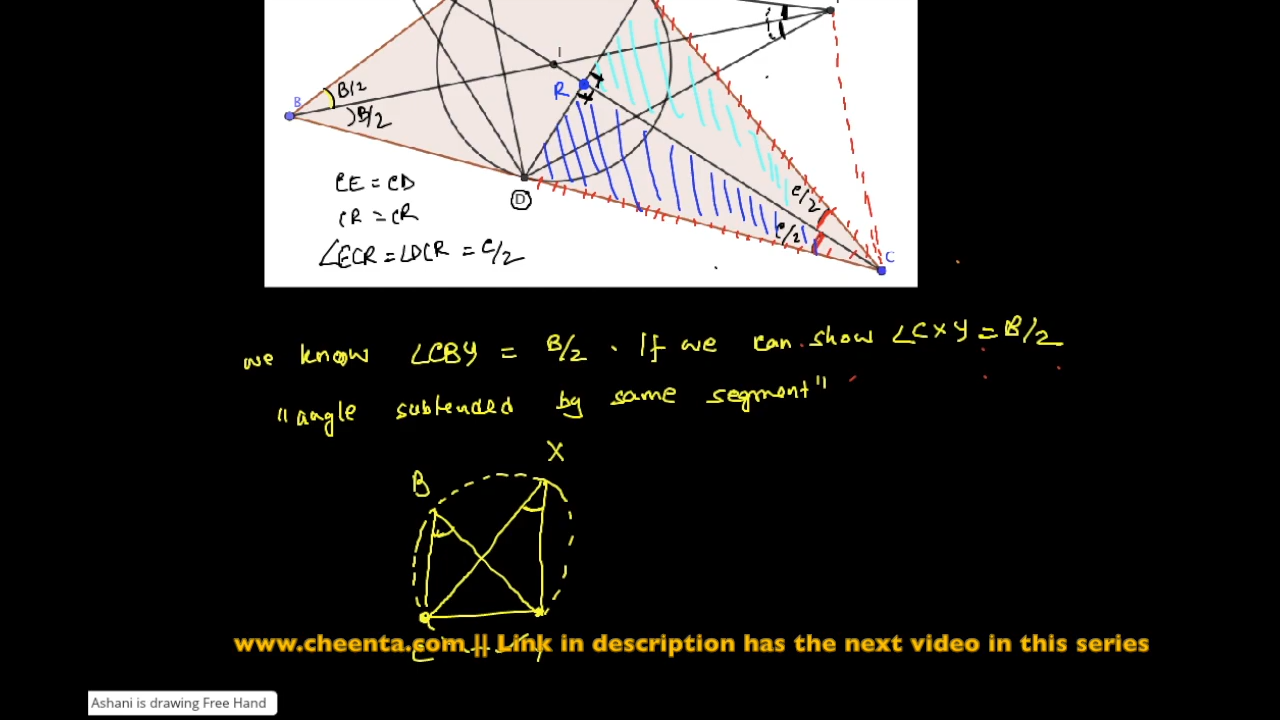 I
R
B
B/2
B/2
D
C/2
C/2
C
CE = CD
CR = CR
∠ECR = ∠DCR = C/2
we know ∠CBY = B/2 . If we can show ∠CXY = B/2
"angle subtended by same segment"
X
B
www.cheenta.com || Link in description has the next video in this series
Ashani is drawing Free Hand